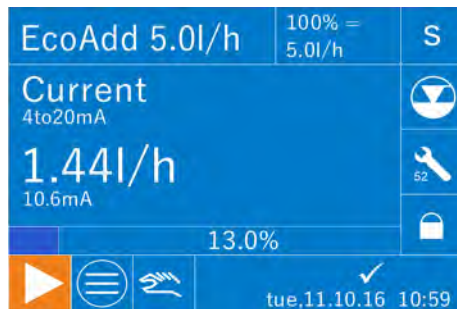 EcoAdd 5.0l/h
100% =
5.0l/h
S
Current
4to20mA
1.44l/h
10.6mA
52
13.0%
tue,11.10.16 10:59